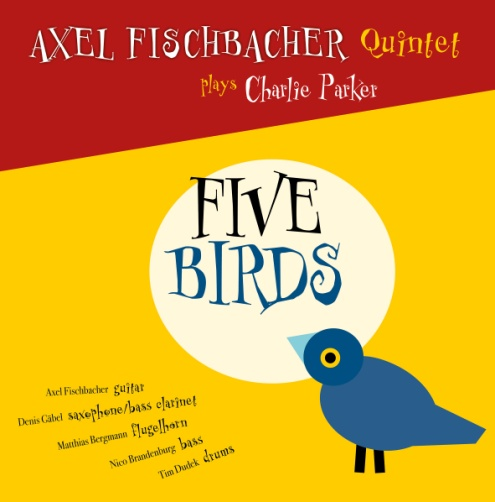 AXEL FISCHBACHER Quintet
plays Charlie Parker
FIVE
BIRDS
Axel Fischbacher guitar
Denis Gäbel saxophone/bass clarinet
Matthias Bergmann flugelhorn
Nico Brandenburg bass
Tim Dudek drums